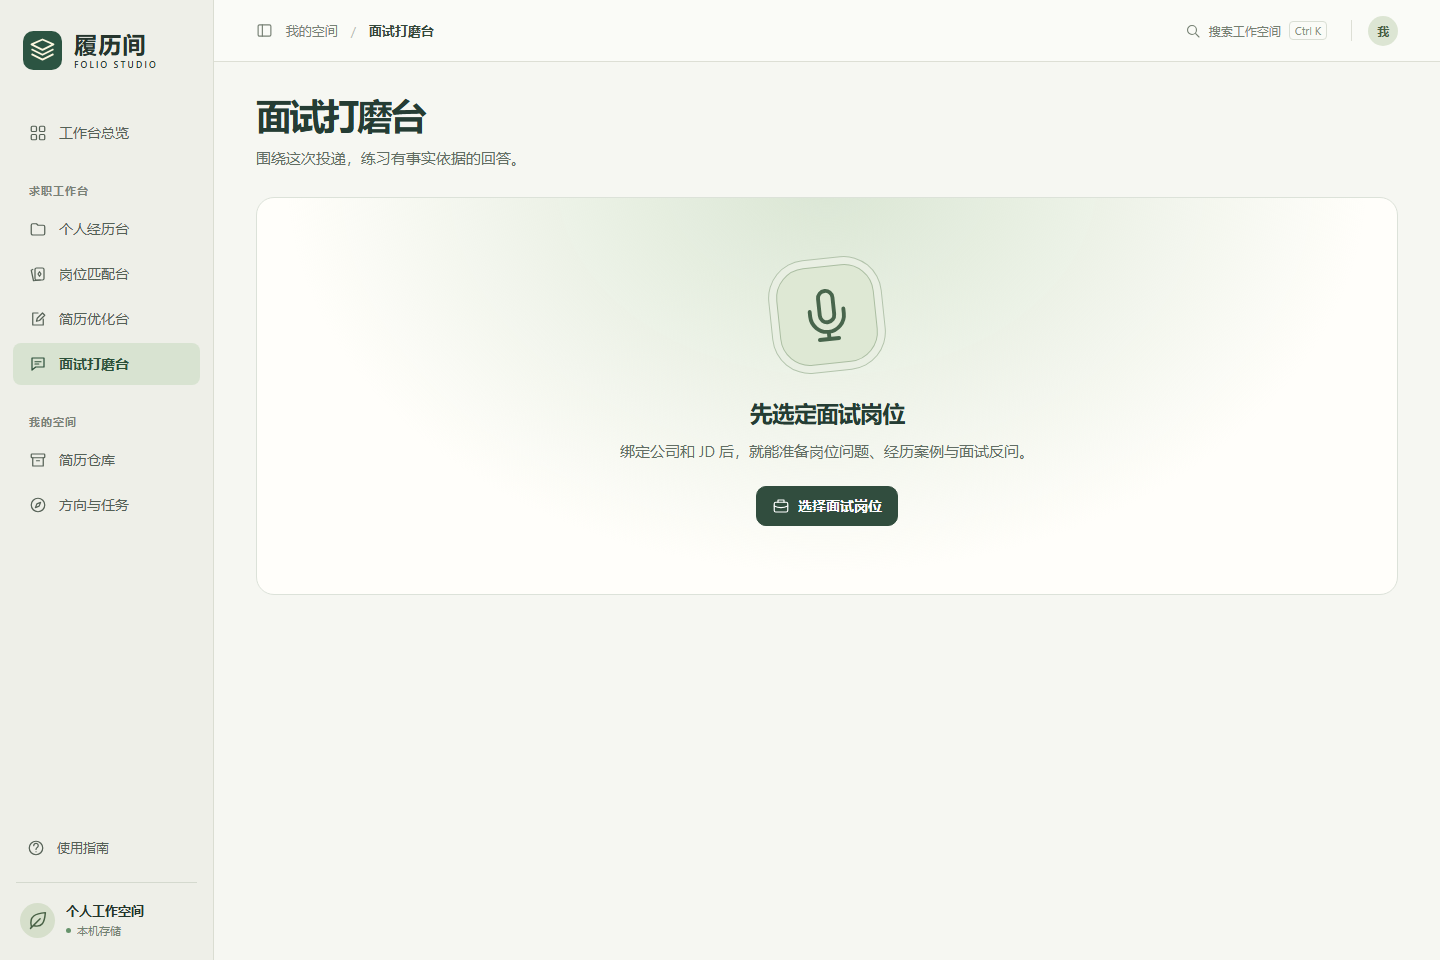 履历间
FOLIO STUDIO
工作台总览
求职工作台
个人经历台
岗位匹配台
简历优化台
面试打磨台
我的空间
简历仓库
方向与任务
使用指南
个人工作空间
本机存储
我的空间 / 面试打磨台
搜索工作空间 Ctrl K
我
面试打磨台
围绕这次投递，练习有事实依据的回答。
先选定面试岗位
绑定公司和 JD 后，就能准备岗位问题、经历案例与面试反问。
选择面试岗位